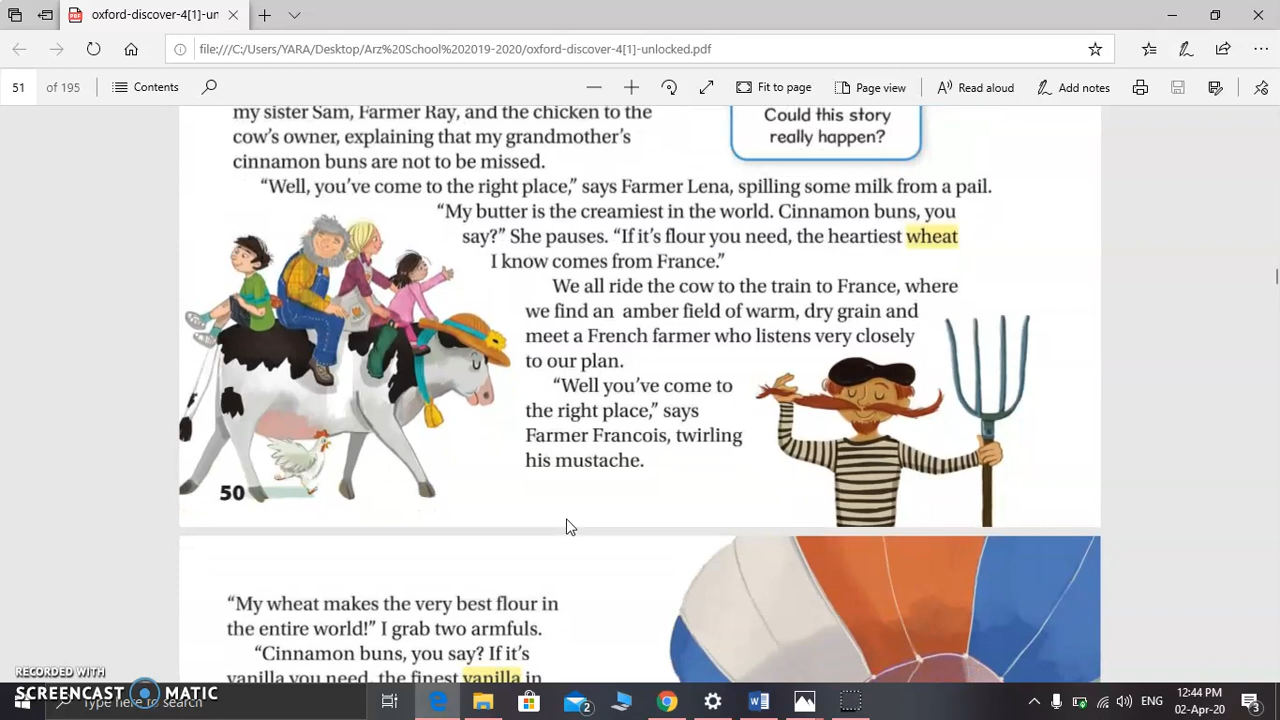 oxford-discover-4[1]-un
file:///C:/Users/YARA/Desktop/Arz%20School%202019-2020/oxford-discover-4[1]-unlocked.pdf
51 of 195 Contents Fit to page Page view Read aloud Add notes
my sister Sam, Farmer Ray, and the chicken to the
cow's owner, explaining that my grandmother's
cinnamon buns are not to be missed.
Could this story
really happen?
"Well, you've come to the right place," says Farmer Lena, spilling some milk from a pail.
"My butter is the creamiest in the world. Cinnamon buns, you
say?" She pauses. "If it's flour you need, the heartiest wheat
I know comes from France."
We all ride the cow to the train to France, where
we find an amber field of warm, dry grain and
meet a French farmer who listens very closely
to our plan.
"Well you've come to
the right place," says
Farmer Francois, twirling
his mustache.
50
"My wheat makes the very best flour in
the entire world!" I grab two armfuls.
"Cinnamon buns, you say? If it's
vanilla you need, the finest vanilla in
RECORDED WITH
SCREENCAST MATIC
Type here to search
2
ENG
12:44 PM
02-Apr-20
3